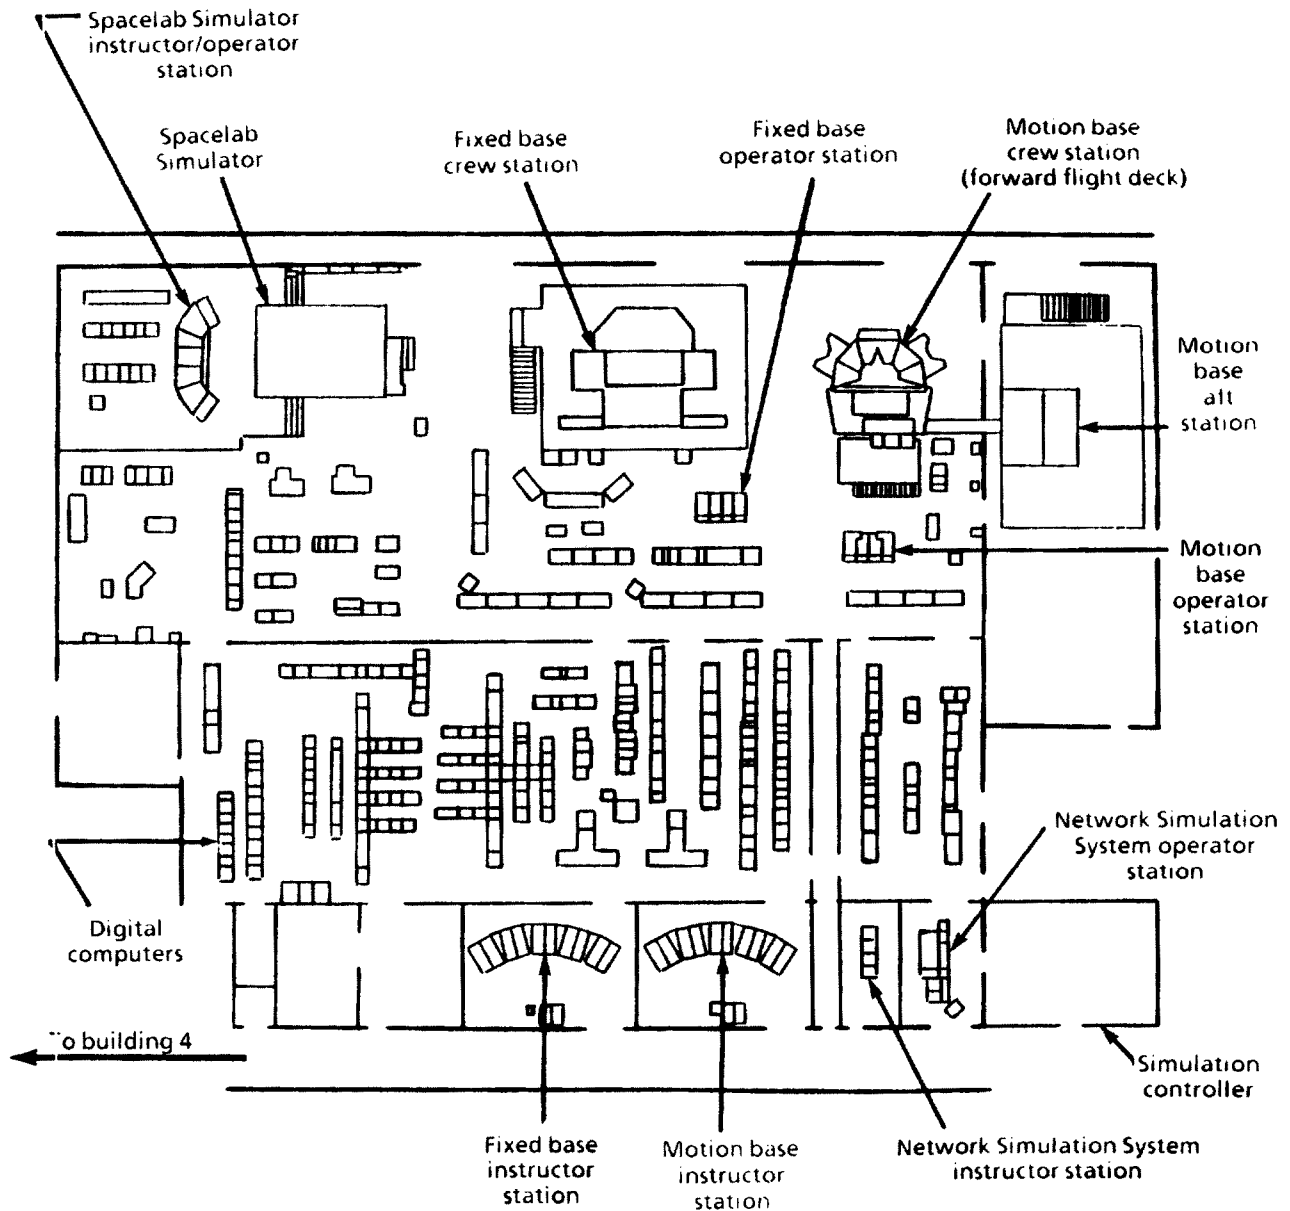 Spacelab Simulator
instructor/operator
station
Spacelab
Simulator
Fixed base
crew station
Fixed base
operator station
Motion base
crew station
(forward flight deck)
Motion
base
aft
station
Motion
base
operator
station
Network Simulation
System operator
station
Digital
computers
To building 4
Simulation
controller
Fixed base
instructor
station
Motion base
instructor
station
Network Simulation System
instructor station